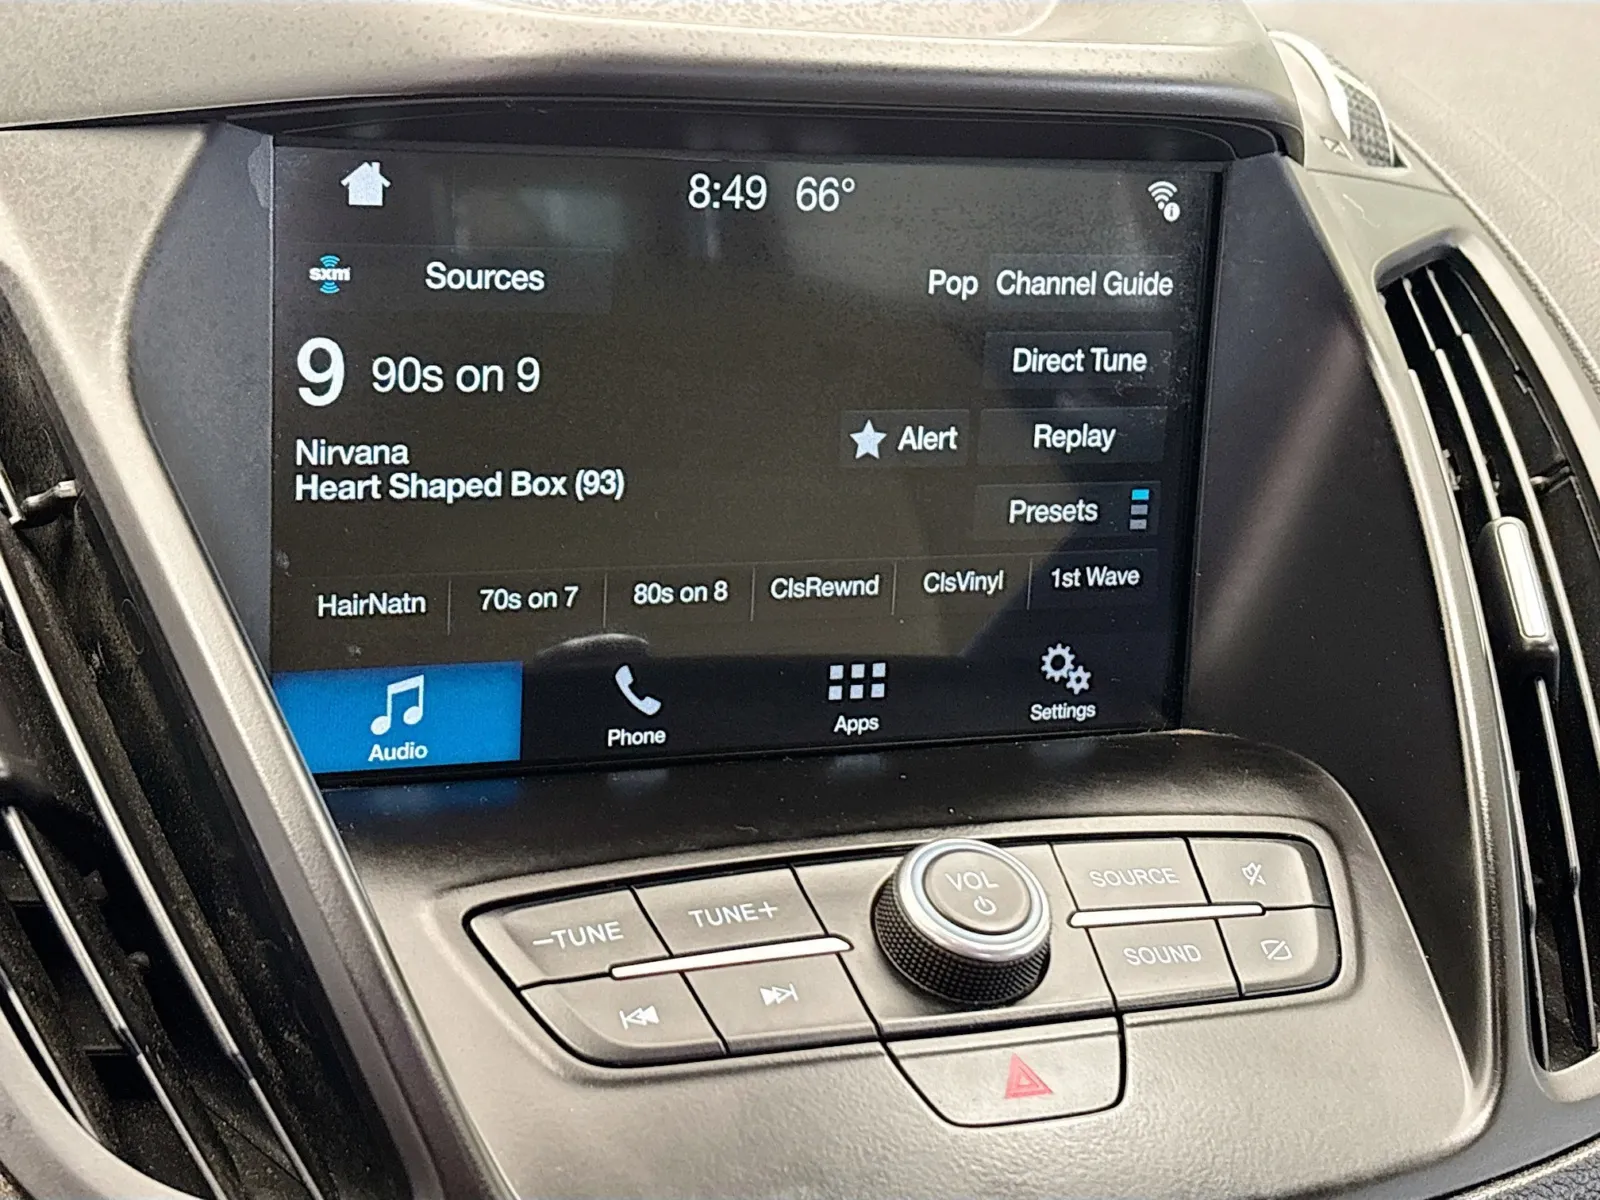 8:49 66°
sxm Sources
Pop Channel Guide
9 90s on 9
Direct Tune
Nirvana
Heart Shaped Box (93)
Alert
Replay
Presets
HairNatn 70s on 7 80s on 8 ClsRewnd ClsVinyl 1st Wave
Audio Phone Apps Settings
–TUNE TUNE+ VOL SOURCE
SOUND